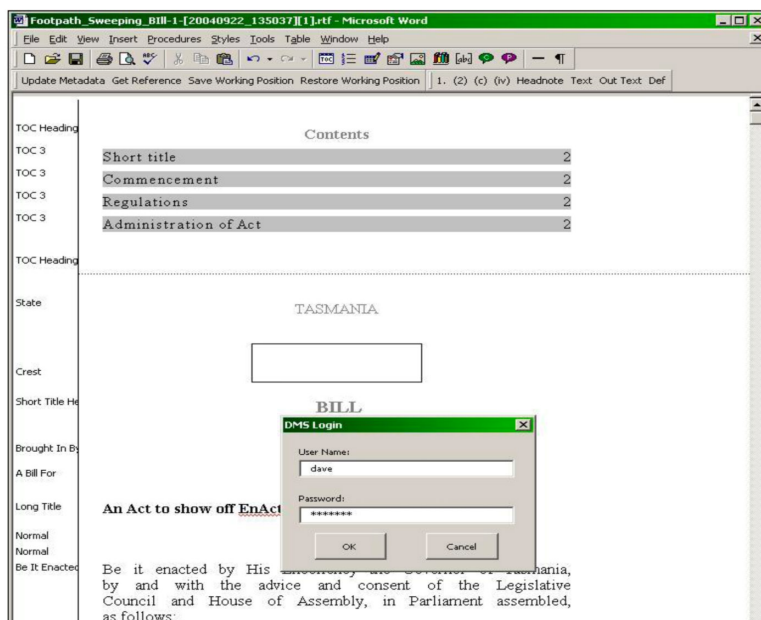 Footpath_Sweeping_BIll-1-[20040922_135037][1].rtf - Microsoft Word
File Edit View Insert Procedures Styles Tools Table Window Help
Update Metadata Get Reference Save Working Position Restore Working Position 1. (2) (c) (iv) Headnote Text Out Text Def
TOC Heading Contents
TOC 3 Short title 2
TOC 3 Commencement 2
TOC 3 Regulations 2
TOC 3 Administration of Act 2
TOC Heading
State TASMANIA
Crest
Short Title He BILL
DMS Login
Brought In By User Name:
dave
A Bill For
Password:
Long Title An Act to show off EnAct
*******
Normal
OK Cancel
Normal
Be It Enacted Be it enacted by His the Governor of Tasmania,
by and with the advice and consent of the Legislative
Council and House of Assembly, in Parliament assembled,
as follows: